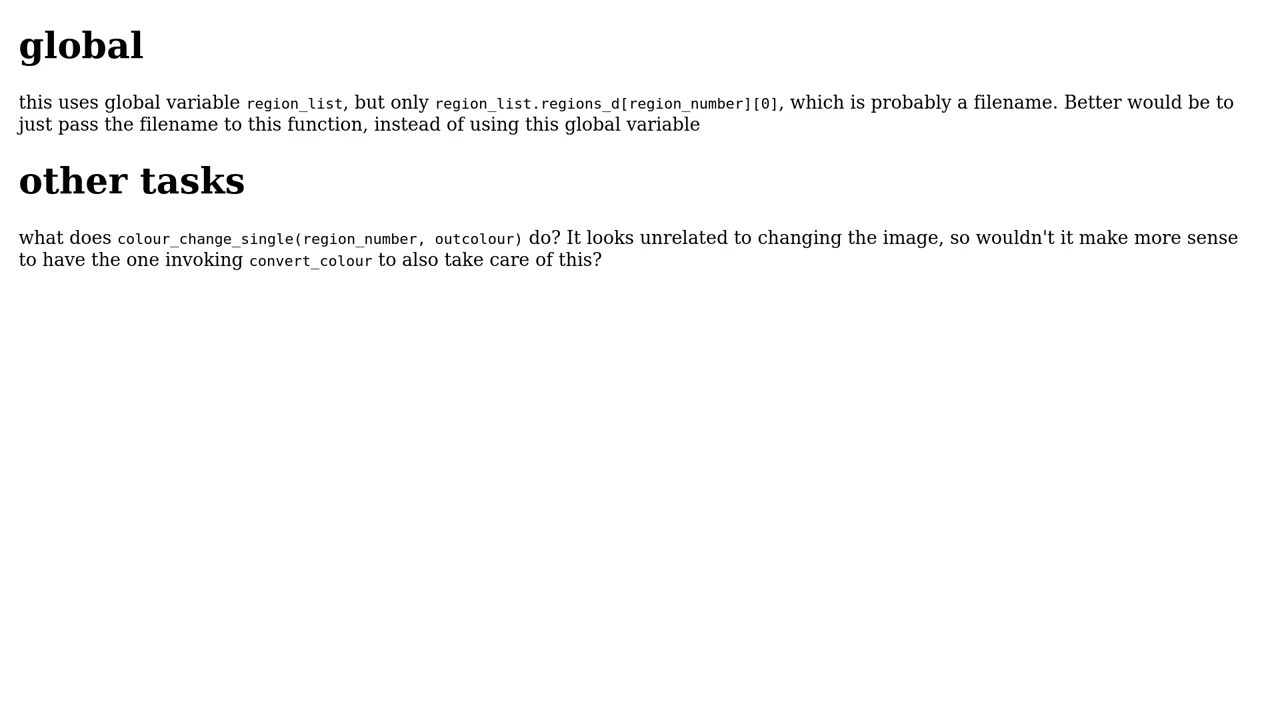 global
this uses global variable region_list, but only region_list.regions_d[region_number][0], which is probably a filename. Better would be to
just pass the filename to this function, instead of using this global variable
other tasks
what does colour_change_single(region_number, outcolour) do? It looks unrelated to changing the image, so wouldn't it make more sense
to have the one invoking convert_colour to also take care of this?